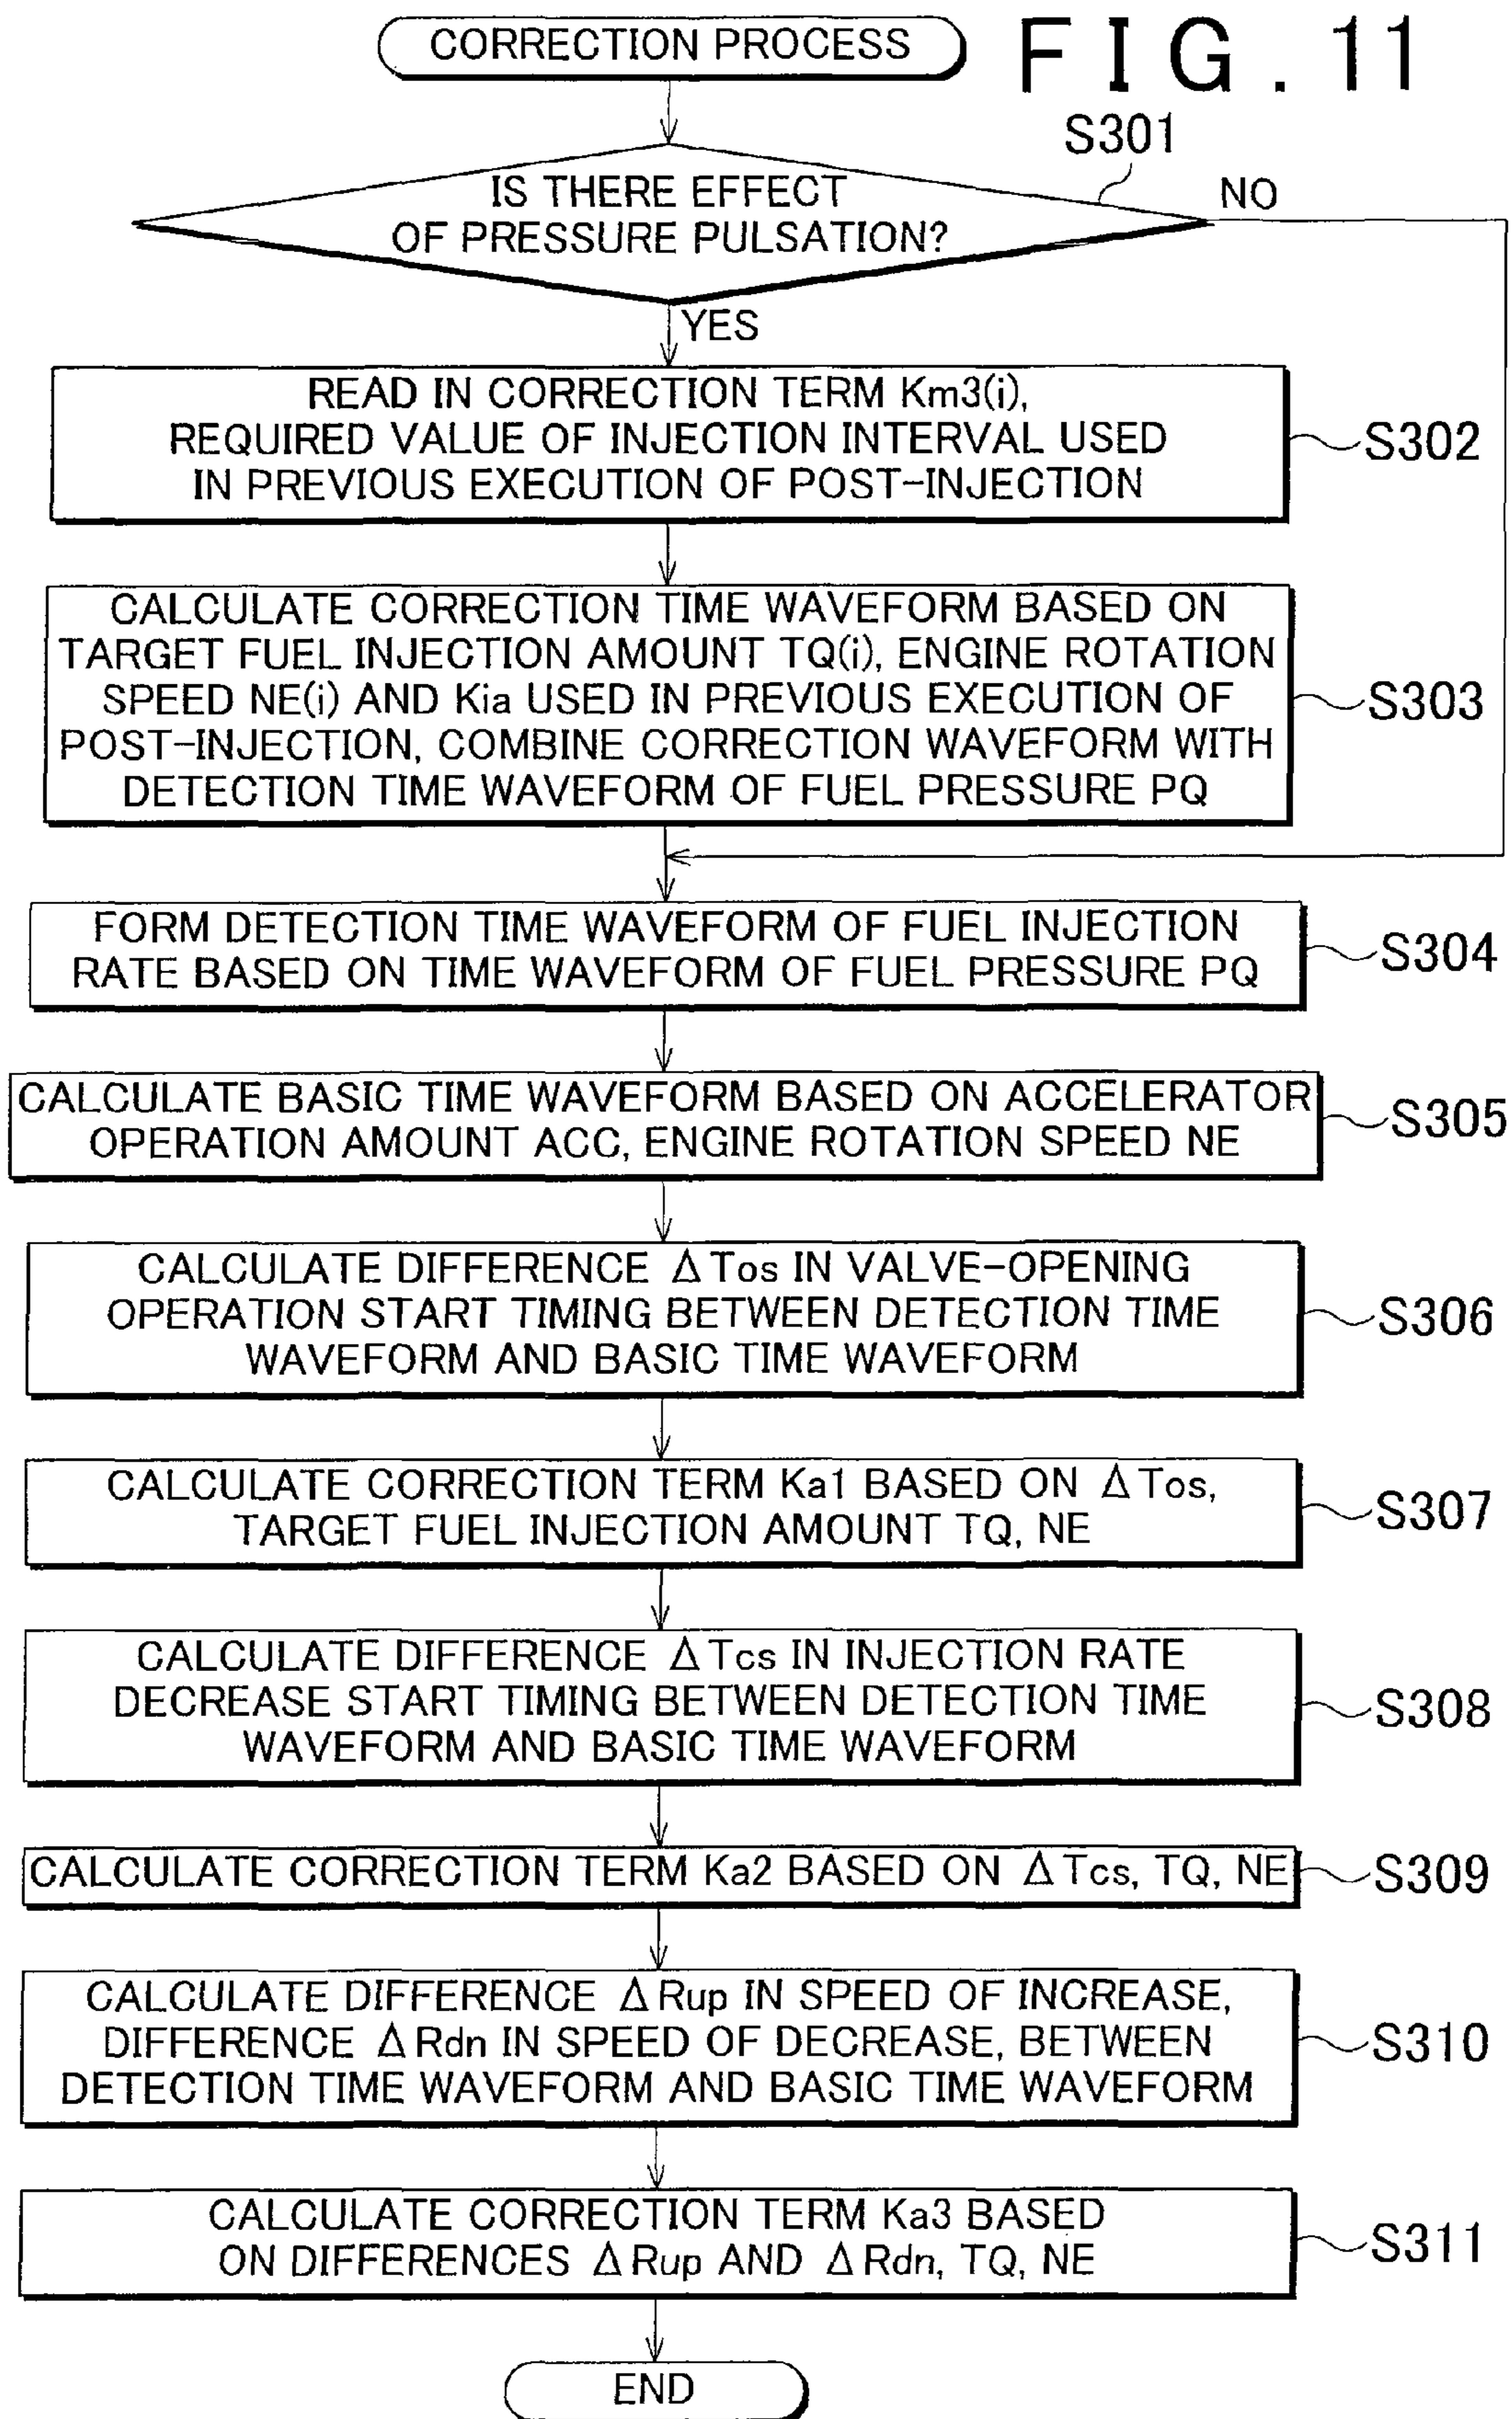 CORRECTION PROCESS
FIG. 11
S301
IS THERE EFFECT
OF PRESSURE PULSATION?
NO
YES
READ IN CORRECTION TERM Km3(i),
REQUIRED VALUE OF INJECTION INTERVAL USED
IN PREVIOUS EXECUTION OF POST-INJECTION
S302
CALCULATE CORRECTION TIME WAVEFORM BASED ON
TARGET FUEL INJECTION AMOUNT TQ(i), ENGINE ROTATION
SPEED NE(i) AND Kia USED IN PREVIOUS EXECUTION OF
POST-INJECTION, COMBINE CORRECTION WAVEFORM WITH
DETECTION TIME WAVEFORM OF FUEL PRESSURE PQ
S303
FORM DETECTION TIME WAVEFORM OF FUEL INJECTION
RATE BASED ON TIME WAVEFORM OF FUEL PRESSURE PQ
S304
CALCULATE BASIC TIME WAVEFORM BASED ON ACCELERATOR
OPERATION AMOUNT ACC, ENGINE ROTATION SPEED NE
S305
CALCULATE DIFFERENCE ΔTos IN VALVE-OPENING
OPERATION START TIMING BETWEEN DETECTION TIME
WAVEFORM AND BASIC TIME WAVEFORM
S306
CALCULATE CORRECTION TERM Ka1 BASED ON ΔTos,
TARGET FUEL INJECTION AMOUNT TQ, NE
S307
CALCULATE DIFFERENCE ΔTcs IN INJECTION RATE
DECREASE START TIMING BETWEEN DETECTION TIME
WAVEFORM AND BASIC TIME WAVEFORM
S308
CALCULATE CORRECTION TERM Ka2 BASED ON ΔTcs, TQ, NE
S309
CALCULATE DIFFERENCE ΔRup IN SPEED OF INCREASE,
DIFFERENCE ΔRdn IN SPEED OF DECREASE, BETWEEN
DETECTION TIME WAVEFORM AND BASIC TIME WAVEFORM
S310
CALCULATE CORRECTION TERM Ka3 BASED
ON DIFFERENCES ΔRup AND ΔRdn, TQ, NE
S311
END